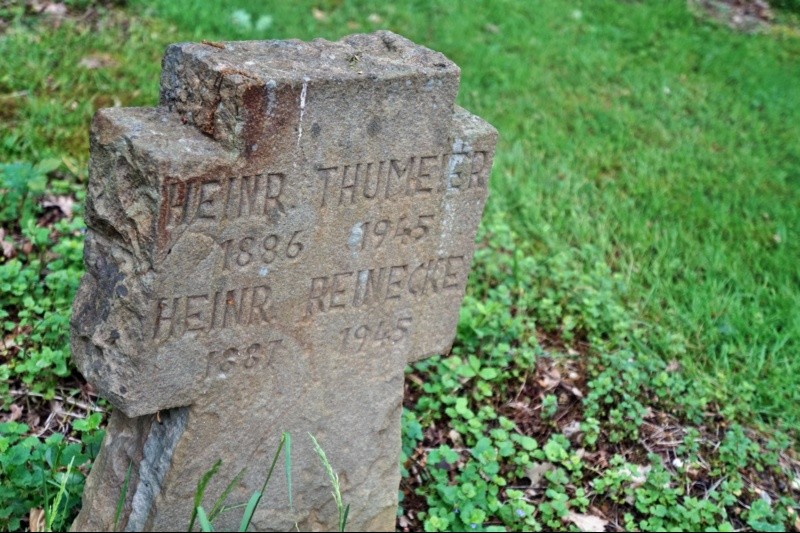 HEINR. THUMEIER
1886 1945
HEINR. REINECKE
1887 1945